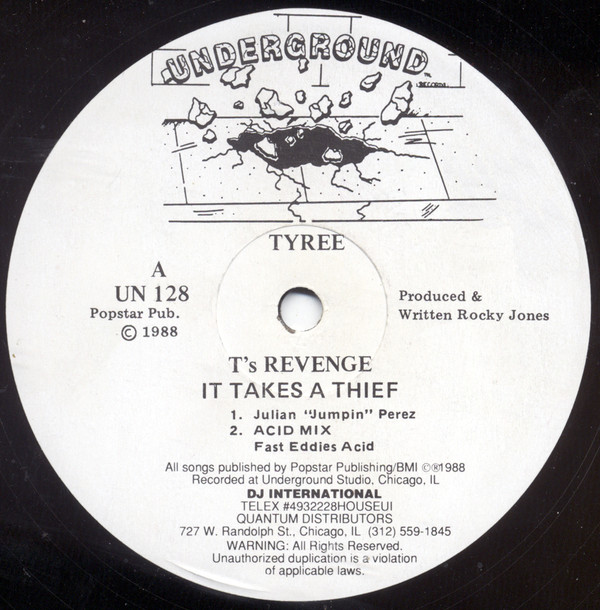 UNDERGROUND
TM
RECORDS
TYREE
A
UN 128
Popstar Pub.
© 1988
Produced &
Written Rocky Jones
T's REVENGE
IT TAKES A THIEF
1. Julian "Jumpin" Perez
2. ACID MIX
Fast Eddies Acid
All songs published by Popstar Publishing/BMI ©®1988
Recorded at Underground Studio, Chicago, IL
DJ INTERNATIONAL
TELEX #4932228HOUSEUI
QUANTUM DISTRIBUTORS
727 W. Randolph St., Chicago, IL (312) 559-1845
WARNING: All Rights Reserved.
Unauthorized duplication is a violation
of applicable laws.